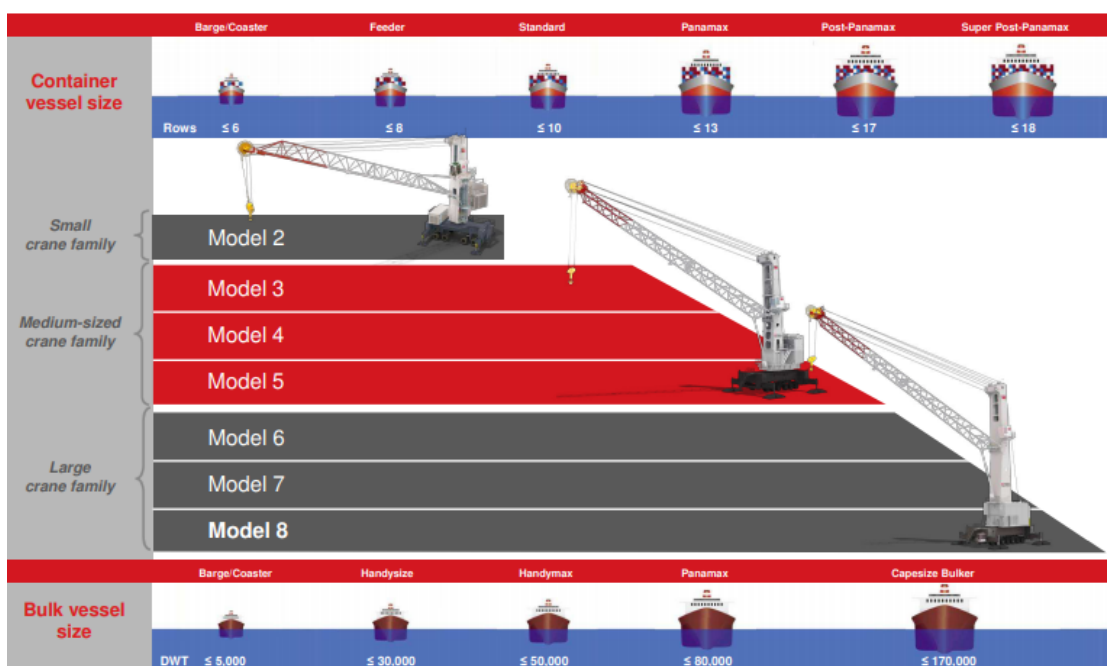 Barge/Coaster Feeder Standard Panamax Post-Panamax Super Post-Panamax
Container
vessel size
Rows ≤ 6 ≤ 8 ≤ 10 ≤ 13 ≤ 17 ≤ 18
Small
crane family
Model 2
Model 3
Medium-sized
crane family
Model 4
Model 5
Model 6
Large
crane family
Model 7
Model 8
Barge/Coaster Handysize Handymax Panamax Capesize Bulker
Bulk vessel
size
DWT ≤ 5,000 ≤ 30,000 ≤ 50,000 ≤ 80,000 ≤ 170,000